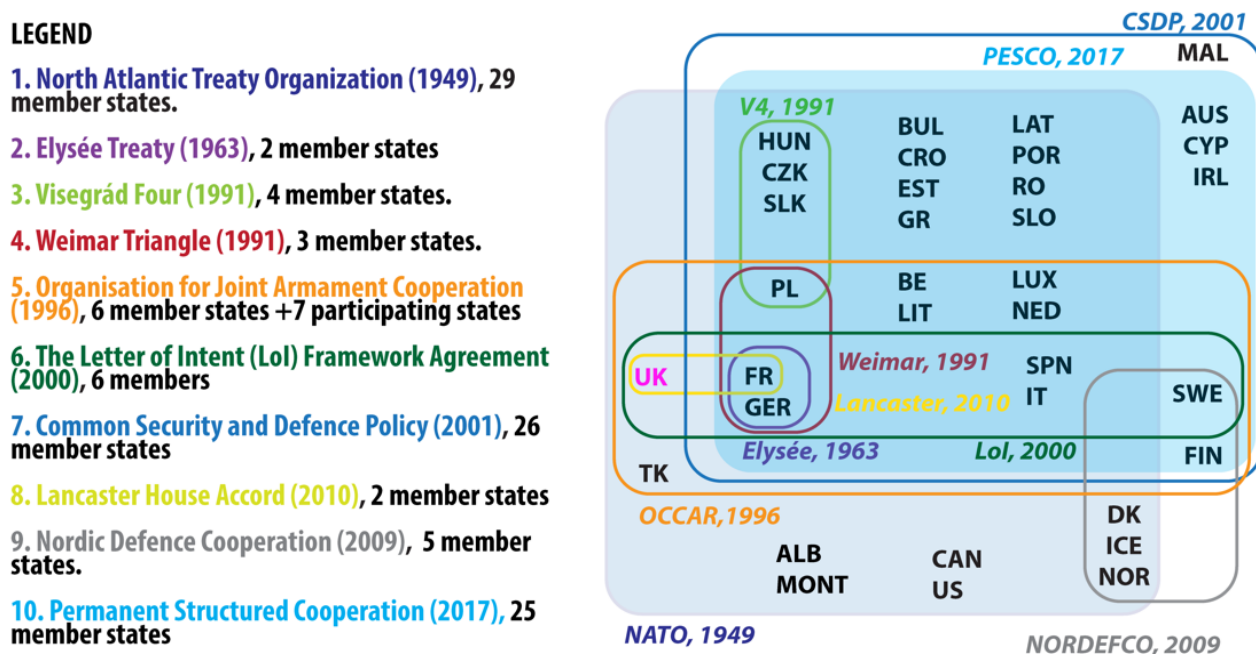 LEGEND
1. North Atlantic Treaty Organization (1949), 29
member states.
2. Elysée Treaty (1963), 2 member states
3. Visegrád Four (1991), 4 member states.
4. Weimar Triangle (1991), 3 member states.
5. Organisation for Joint Armament Cooperation
(1996), 6 member states +7 participating states
6. The Letter of Intent (LoI) Framework Agreement
(2000), 6 members
7. Common Security and Defence Policy (2001), 26
member states
8. Lancaster House Accord (2010), 2 member states
9. Nordic Defence Cooperation (2009), 5 member
states.
10. Permanent Structured Cooperation (2017), 25
member states
CSDP, 2001
MAL
PESCO, 2017
V4, 1991
HUN
CZK
SLK
BUL
CRO
EST
GR
LAT
POR
RO
SLO
AUS
CYP
IRL
PL
BE
LIT
LUX
NED
UK
FR
GER
Weimar, 1991
Lancaster, 2010
SPN
IT
SWE
Elysée, 1963
LoI, 2000
FIN
TK
OCCAR,1996
ALB
MONT
CAN
US
DK
ICE
NOR
NATO, 1949
NORDEFCO, 2009